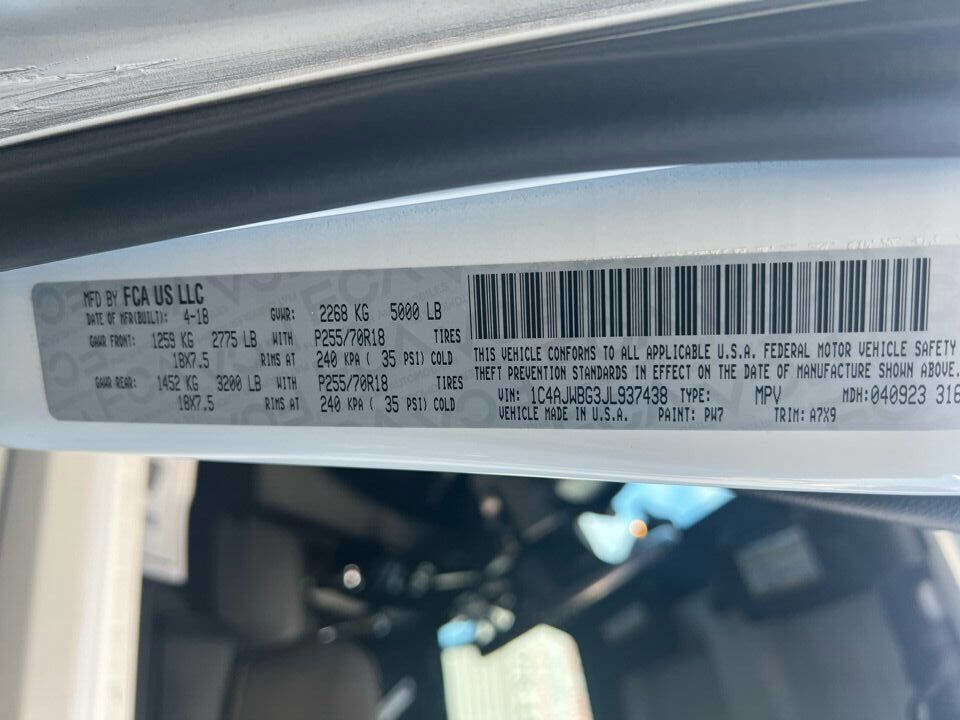 MFD BY FCA US LLC
DATE OF MFR(BUILT): 4-18 GVWR: 2268 KG 5000 LB
GAWR FRONT: 1259 KG 2775 LB WITH P255/70R18 TIRES
18X7.5 RIMS AT 240 KPA ( 35 PSI) COLD
GAWR REAR: 1452 KG 3200 LB WITH P255/70R18 TIRES
18X7.5 RIMS AT 240 KPA ( 35 PSI) COLD
THIS VEHICLE CONFORMS TO ALL APPLICABLE U.S.A. FEDERAL MOTOR VEHICLE SAFETY
THEFT PREVENTION STANDARDS IN EFFECT ON THE DATE OF MANUFACTURE SHOWN ABOVE.
VIN: 1C4AJWBG3JL937438 TYPE: MPV MDH: 040923 316
VEHICLE MADE IN U.S.A. PAINT: PW7 TRIM: A7X9